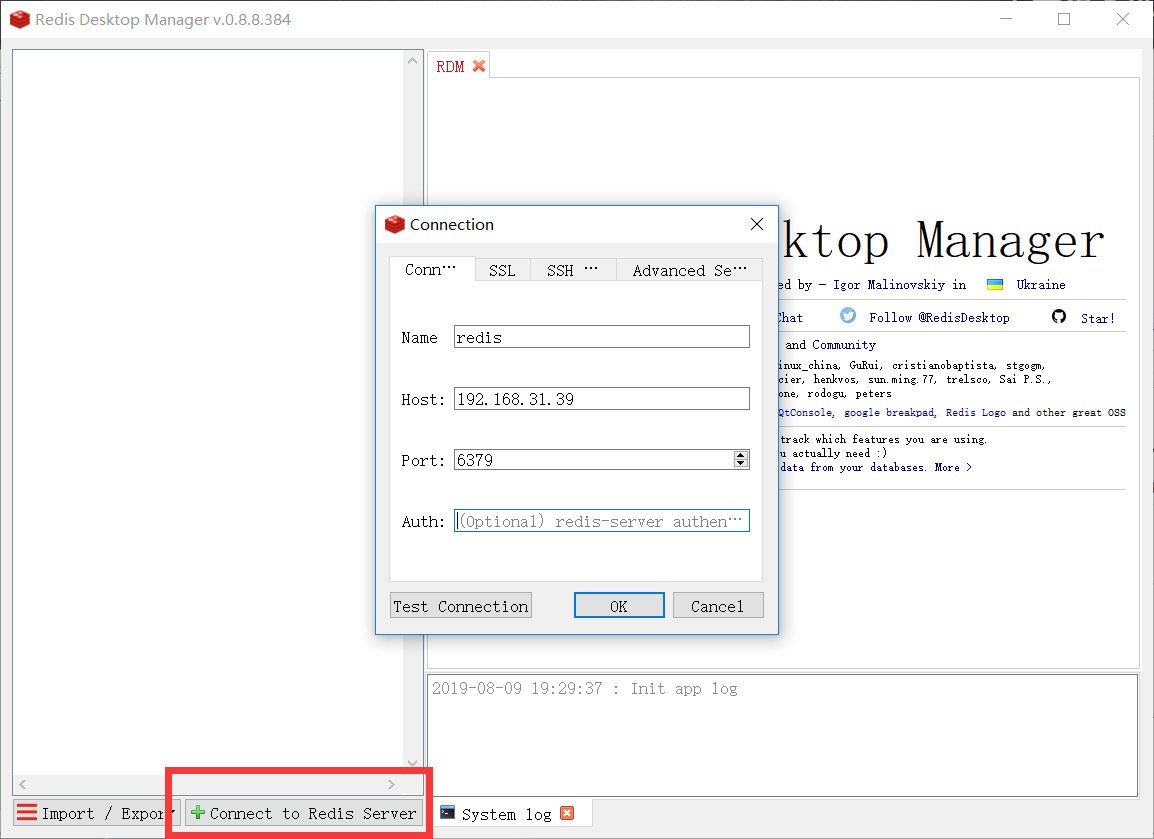 Redis Desktop Manager v.0.8.8.384
RDM
ktop Manager
ed by – Igor Malinovskiy in Ukraine
Chat Follow @RedisDesktop Star!
and Community
inux_china, GuRui, cristianobaptista, stgogm,
cier, henkvos, sun.ming.77, trelsco, Sai P.S.,
one, rodogu, peters
QtConsole, google breakpad, Redis Logo and other great OSS
track which features you are using.
u actually need :)
data from your databases. More >
Connection
Conn··· SSL SSH ··· Advanced Se···
Name redis
Host: 192.168.31.39
Port: 6379
Auth: (Optional) redis-server authen···
Test Connection OK Cancel
2019-08-09 19:29:37 : Init app log
Import / Expor Connect to Redis Server System log